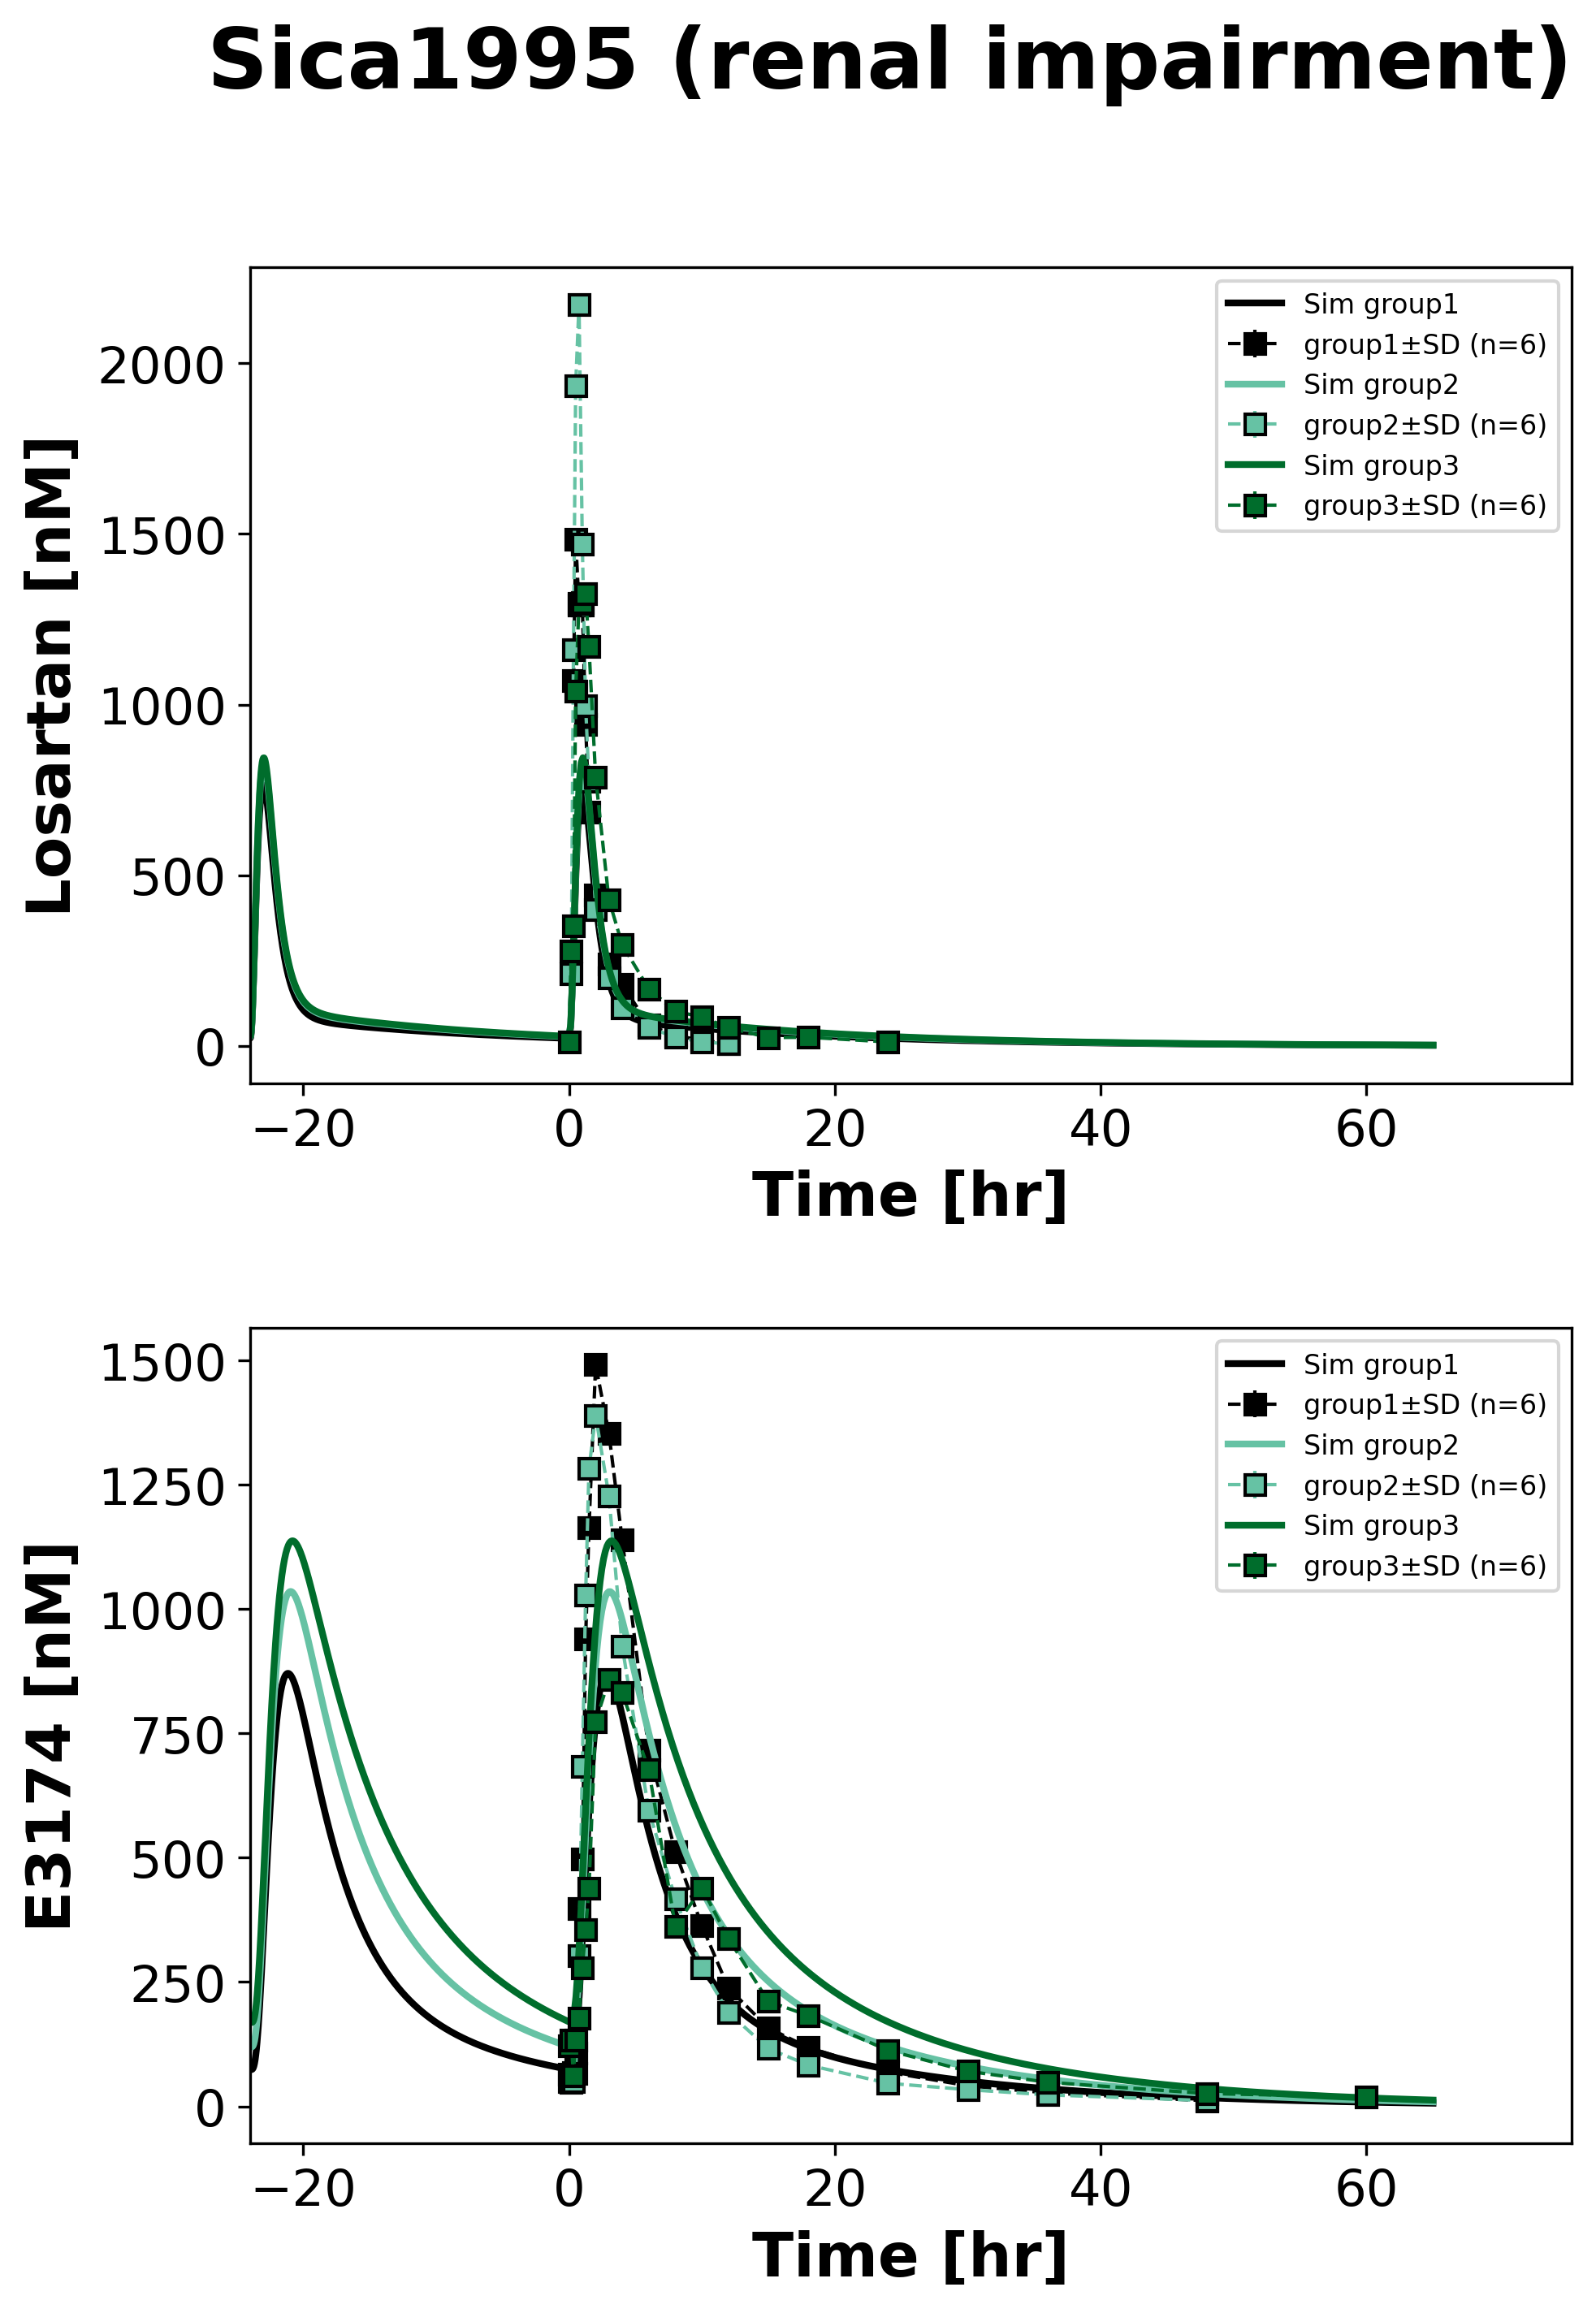 Sica1995 (renal impairment)
Losartan [nM]
2000
1500
1000
500
0
Sim group1
group1±SD (n=6)
Sim group2
group2±SD (n=6)
Sim group3
group3±SD (n=6)
−20 0 20 40 60
Time [hr]
E3174 [nM]
1500
1250
1000
750
500
250
0
Sim group1
group1±SD (n=6)
Sim group2
group2±SD (n=6)
Sim group3
group3±SD (n=6)
−20 0 20 40 60
Time [hr]